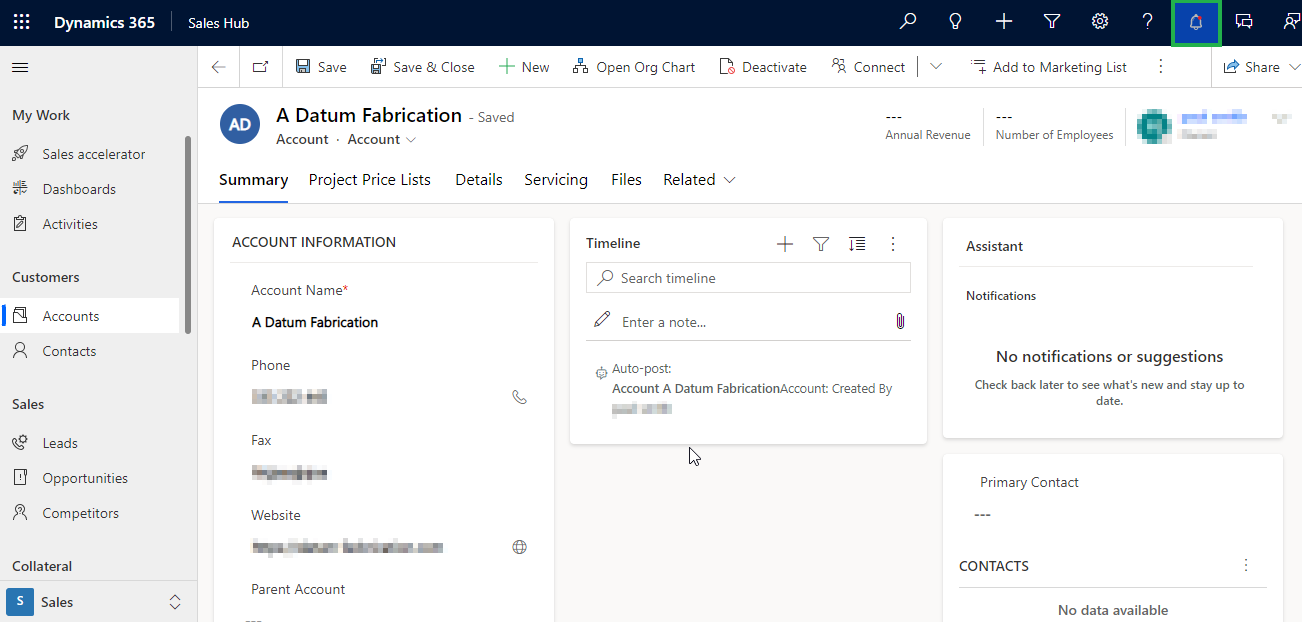 Dynamics 365
Sales Hub
Save
Save & Close
New
Open Org Chart
Deactivate
Connect
Add to Marketing List
Share
My Work
Sales accelerator
Dashboards
Activities
Customers
Accounts
Contacts
Sales
Leads
Opportunities
Competitors
Collateral
S
Sales
AD
A Datum Fabrication - Saved
Account · Account
---
Annual Revenue
---
Number of Employees
Summary
Project Price Lists
Details
Servicing
Files
Related
ACCOUNT INFORMATION
Account Name*
A Datum Fabrication
Phone
Fax
Website
Parent Account
---
Timeline
Search timeline
Enter a note...
Auto-post:
Account A Datum FabricationAccount: Created By
Assistant
Notifications
No notifications or suggestions
Check back later to see what's new and stay up to
date.
Primary Contact
---
CONTACTS
No data available